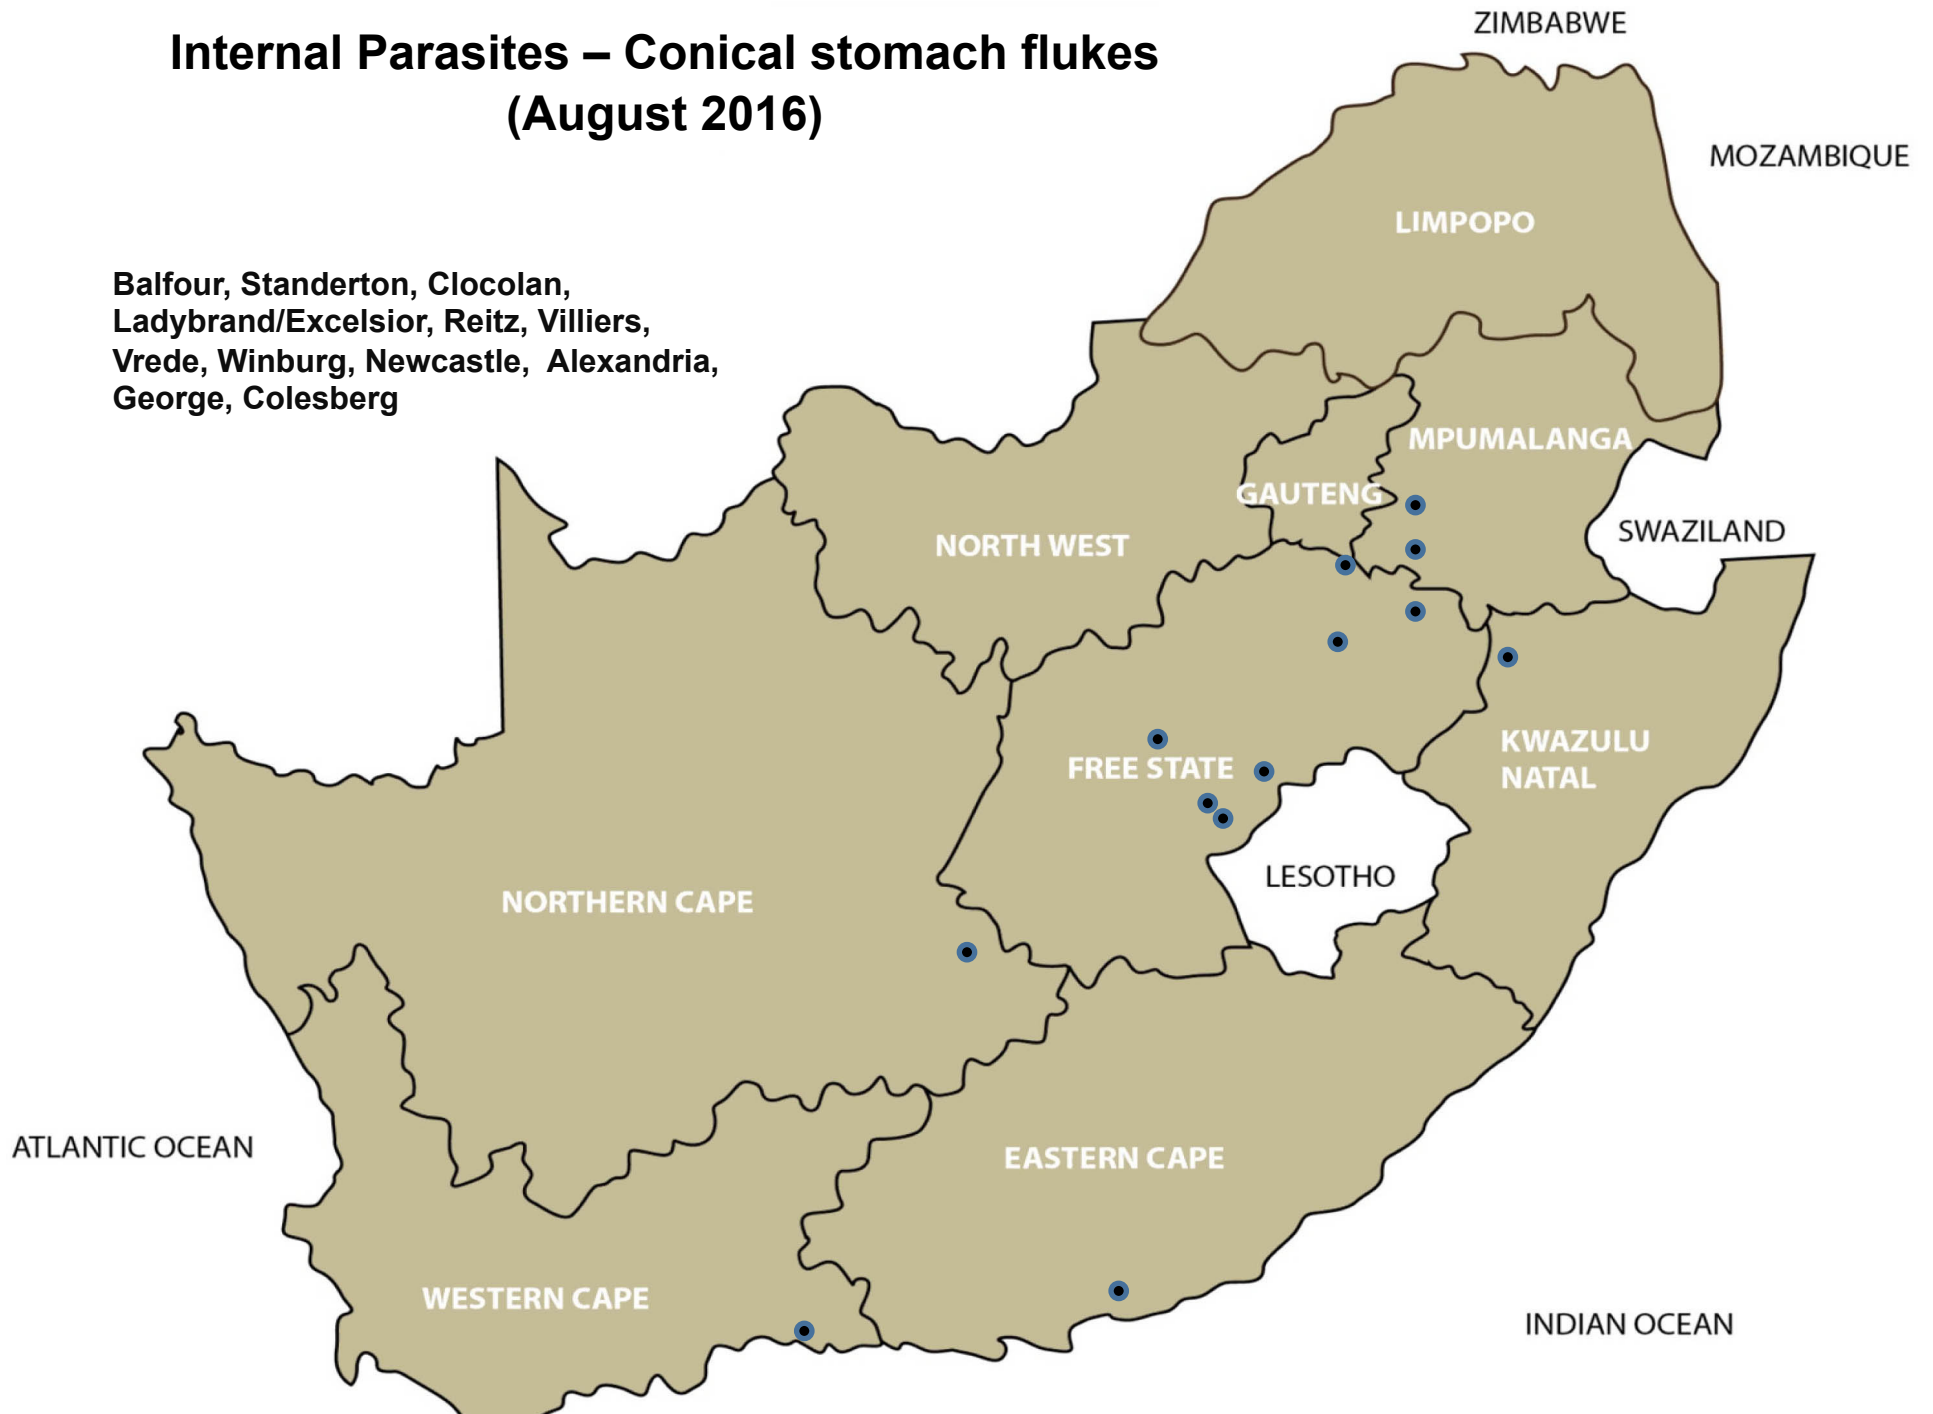 Internal Parasites – Conical stomach flukes
(August 2016)
Balfour, Standerton, Clocolan,
Ladybrand/Excelsior, Reitz, Villiers,
Vrede, Winburg, Newcastle, Alexandria,
George, Colesberg
ZIMBABWE
MOZAMBIQUE
LIMPOPO
MPUMALANGA
GAUTENG
SWAZILAND
NORTH WEST
KWAZULU
NATAL
FREE STATE
LESOTHO
NORTHERN CAPE
ATLANTIC OCEAN
EASTERN CAPE
WESTERN CAPE
INDIAN OCEAN